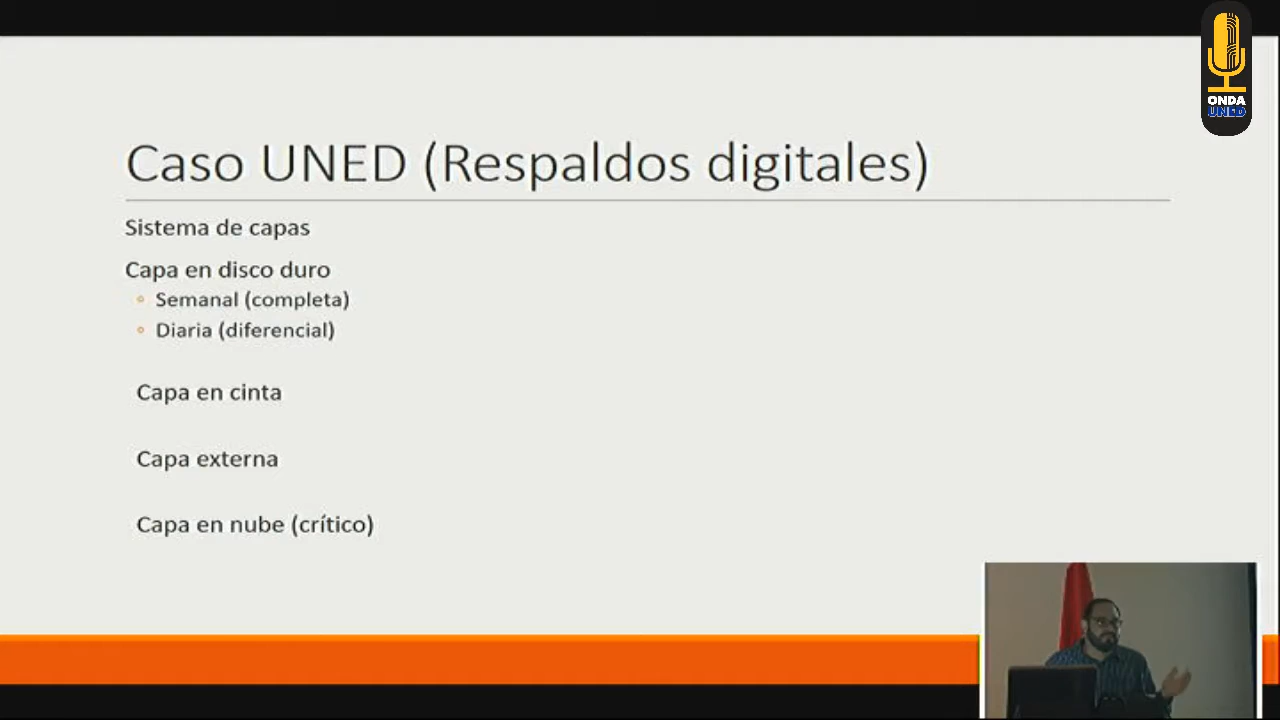 ONDA
UNED
Caso UNED (Respaldos digitales)
Sistema de capas
Capa en disco duro
Semanal (completa)
Diaria (diferencial)
Capa en cinta
Capa externa
Capa en nube (crítico)